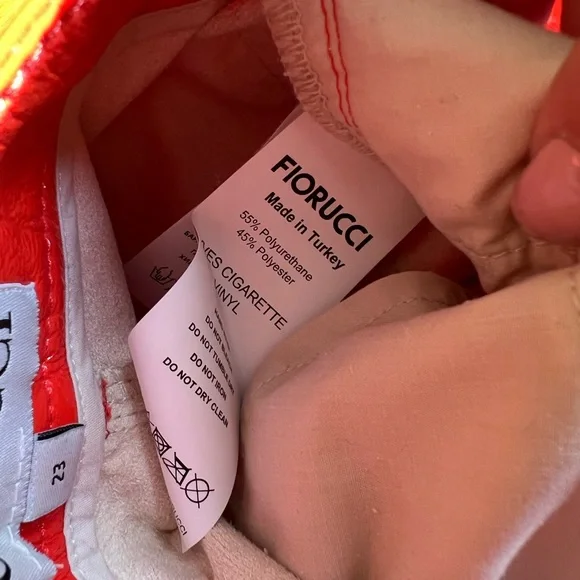 FIORUCCI
Made in Turkey
55% Polyurethane
45% Polyester
CIGARETTE
VINYL
DO NOT
DO NOT TUMBLE
DO NOT IRON
DO NOT DRY CLEAN
23